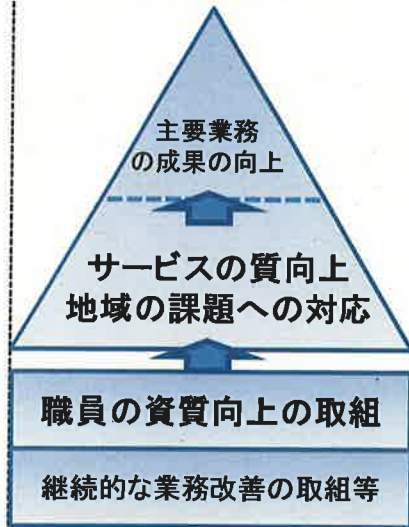 主要業務
の成果の向上
サービスの質向上
地域の課題への対応
職員の資質向上の取組
継続的な業務改善の取組等